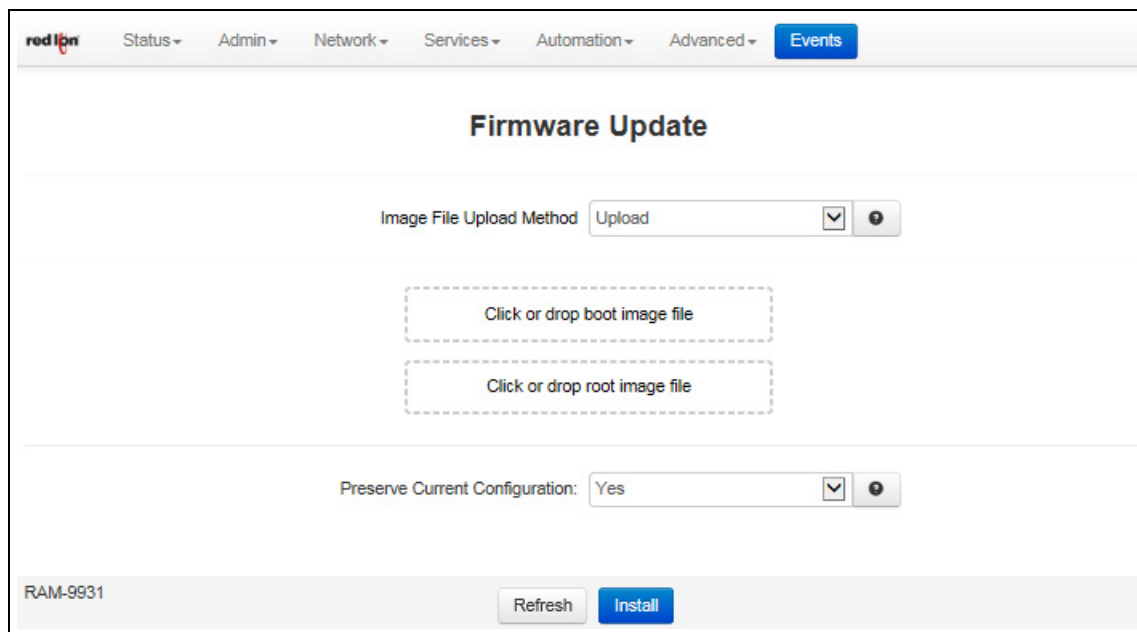 red lion Status Admin Network Services Automation Advanced Events
Firmware Update
Image File Upload Method Upload
Click or drop boot image file
Click or drop root image file
Preserve Current Configuration: Yes
RAM-9931
Refresh Install